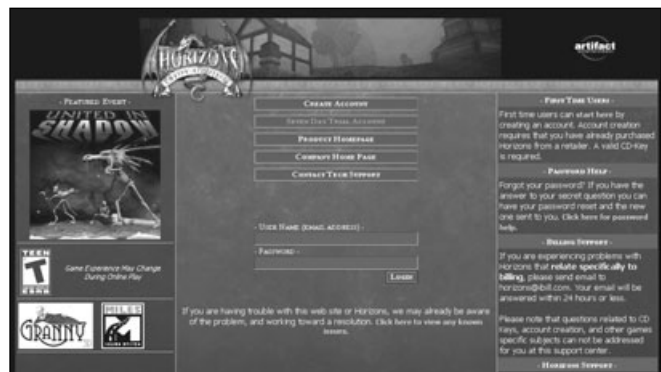 HORIZONS
artifact
- FEATURED EVENT -
UNITED IN
SHADOW
TEEN
T
ESRB
Game Experience May Change
During Online Play
GRANNY
MILES
CREATE ACCOUNT
SEVEN DAY TRIAL ACCOUNT
PRODUCT HOMEPAGE
COMPANY HOME PAGE
CONTACT TECH SUPPORT
- USER NAME (EMAIL ADDRESS) -
- PASSWORD -
LOGIN
If you are having trouble with this web site or Horizons, we may already be aware
of the problem, and working toward a resolution. Click here to view any known
issues.
- FIRST TIME USERS -
First time users can start here by
creating an account. Account creation
requires that you have already purchased
Horizons from a retailer. A valid CD-Key
is required.
- PASSWORD HELP -
Forgot your password? If you have the
answer to your secret question you can
have your password reset and the new
one sent to you. Click here for password
help.
- BILLING SUPPORT -
If you are experiencing problems with
Horizons that relate specifically to
billing, please send email to
horizons@bill.com. Your email will be
answered within 24 hours or less.
Please note that questions related to CD
Keys, account creation, and other games
specific subjects can not be addressed
for you at this support center.
- HORIZONS SUPPORT -